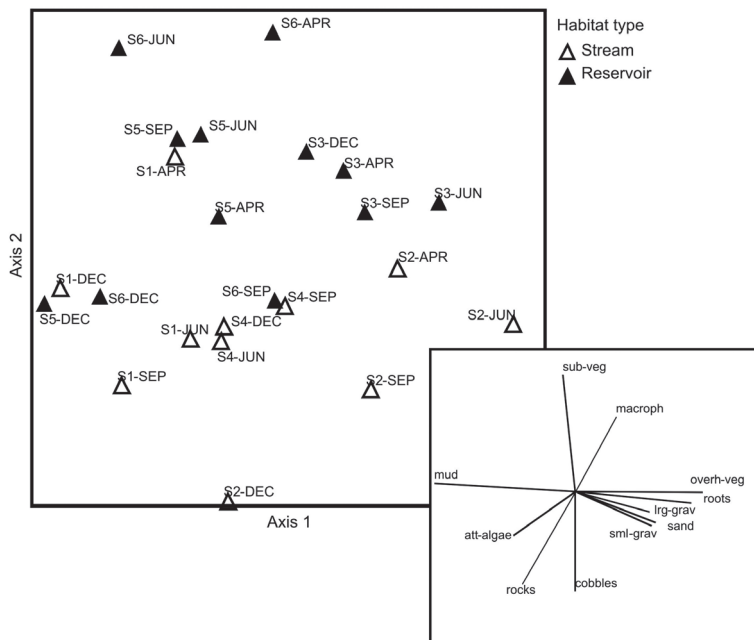 S6-APR
S6-JUN
Habitat type
Stream
Reservoir
S5-SEP
S5-JUN
S3-DEC
S1-APR
S3-APR
S3-JUN
S5-APR
S3-SEP
Axis 2
S2-APR
S1-DEC
S6-DEC
S6-SEP
S4-SEP
S5-DEC
S2-JUN
S1-JUN
S4-DEC
S4-JUN
S1-SEP
S2-SEP
S2-DEC
Axis 1
sub-veg
macroph
mud
overh-veg
roots
lrg-grav
sand
sml-grav
att-algae
rocks
cobbles